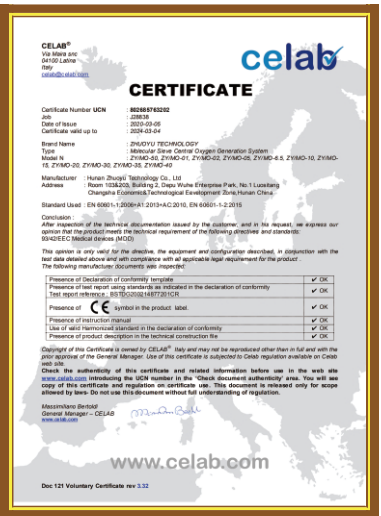 CELAB®
Via Maira snc
04100 Latina
Italy
celab@celab.com
celab
CERTIFICATE
Certificate Number UCN : 802685763202
Job : J28638
Date of Issue : 2020-03-05
Certificate valid up to : 2024-03-04
Brand Name : ZHUOYU TECHNOLOGY
Type : Molecular Sieve Central Oxygen Generation System
Model N : ZY/MO-50, ZY/MO-01, ZY/MO-03, ZY/MO-05, ZY/MO-6.5, ZY/MO-10, ZY/MO-
15, ZY/MO-20, ZY/MO-30, ZY/MO-35, ZY/MO-40
Manufacturer : Hunan Zhuoyu Technology Co., Ltd
Address : Room 103&203, Building 2, Depu Wuhe Enterprise Park, No.1 Luositang
Changsha Economic&Technological Eevelopment Zone,Hunan China
Standard Used : EN 60601-1:2006+A1:2013+AC:2010, EN 60601-1-2:2015
Conclusion :
After inspection of the technical documentation issued by the customer, and in his request, we express our
opinion that the product meets the technical requirement of the following directives and standards:
93/42/EEC Medical devices (MDD)
This opinion is only valid for the directive, the equipment and configuration described, in conjunction with the
test data detailed above and with compliance with all applicable legal requirement for the product .
The following manufacturer documents was inspected:
Presence of Declaration of conformity template ✔ OK
Presence of test report using standards as indicated in the declaration of conformity
Test report reference : BSTDG200214877201CR ✔ OK
Presence of CE symbol in the product label. ✔ OK
Presence of instruction manual ✔ OK
Use of valid Harmonized standard in the declaration of conformity ✔ OK
Presence of product description in the technical construction file ✔ OK
Copyright of this Certificate is owned by CELAB® Italy and may not be reproduced other than in full and with the
prior approval of the General Manager. Use of this certificate is subjected to Celab regulation available on Celab
web site.
Check the authenticity of this certificate and related information before use in the web site
www.celab.com introducing the UCN number in the 'Check document authenticity' area. You will see
copy of this certificate and regulation on certificate use. This document is released only for scope
allowed by laws- Do not use this document without full understanding of regulation.
Massimiliano Bertoldi
General Manager – CELAB
www.celab.com
www.celab.com
Doc 121 Voluntary Certificate rev 3.32